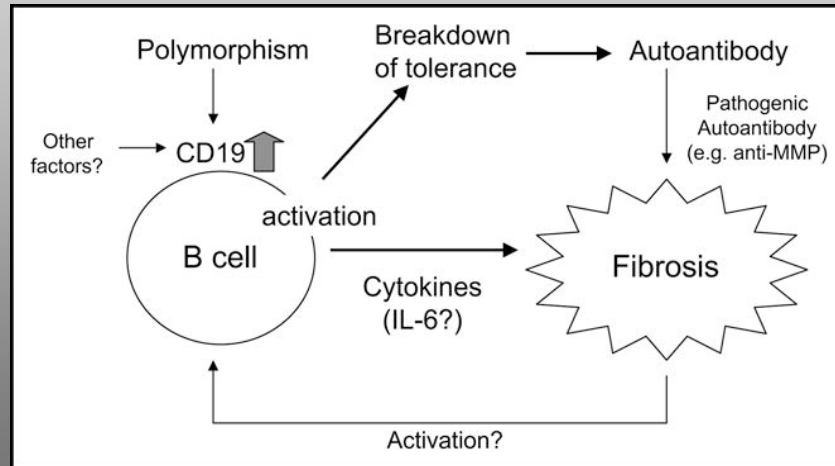 Polymorphism
Breakdown
of tolerance
Autoantibody
Other
factors?
CD19
Pathogenic
Autoantibody
(e.g. anti-MMP)
activation
B cell
Fibrosis
Cytokines
(IL-6?)
Activation?